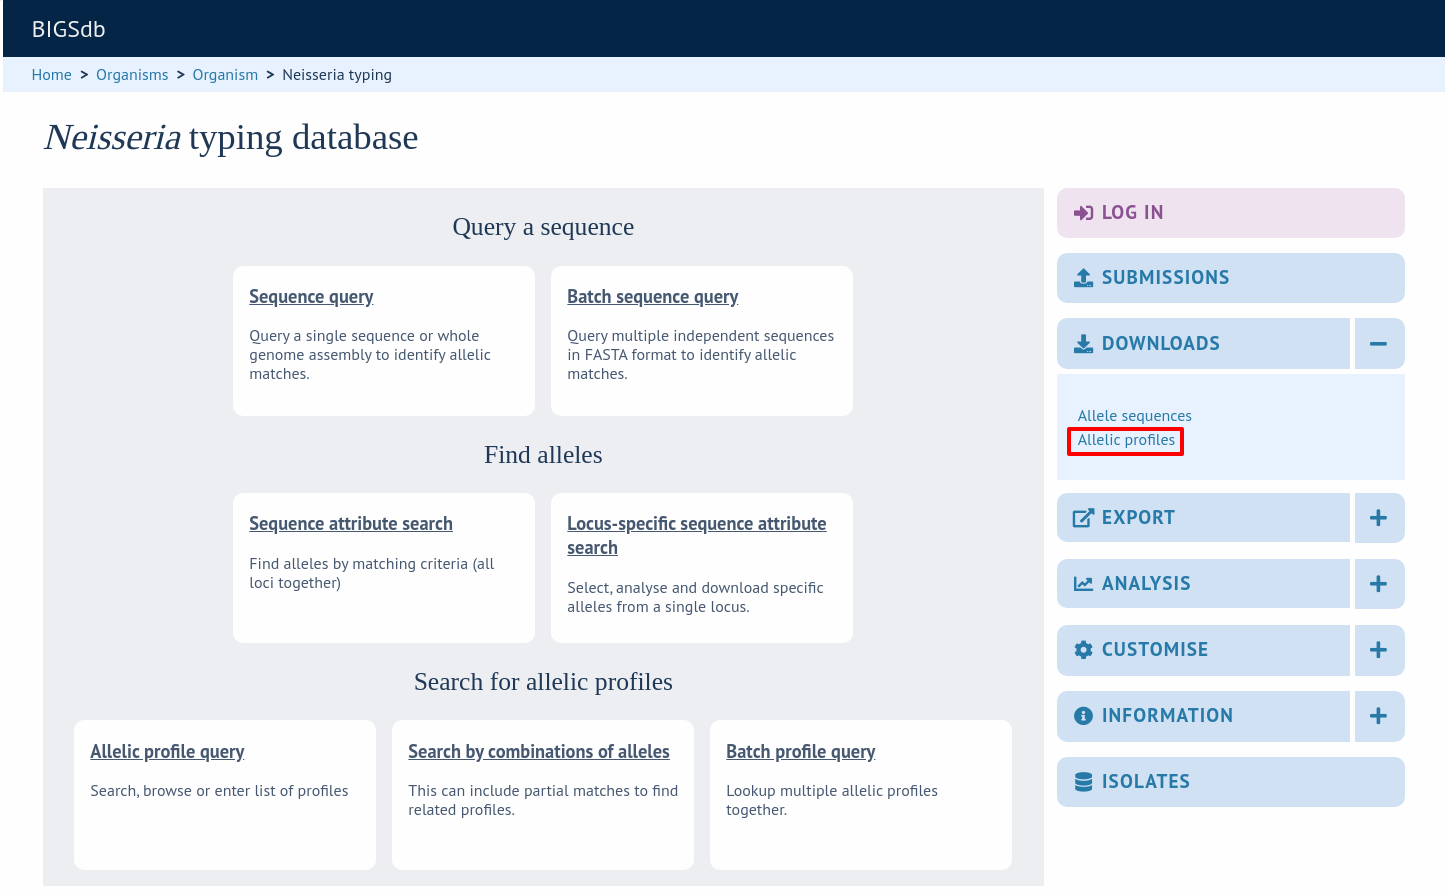 BIGSdb
Home > Organisms > Organism > Neisseria typing
Neisseria typing database
Query a sequence
Sequence query
Query a single sequence or whole
genome assembly to identify allelic
matches.
Batch sequence query
Query multiple independent sequences
in FASTA format to identify allelic
matches.
Find alleles
Sequence attribute search
Find alleles by matching criteria (all
loci together)
Locus-specific sequence attribute
search
Select, analyse and download specific
alleles from a single locus.
Search for allelic profiles
Allelic profile query
Search, browse or enter list of profiles
Search by combinations of alleles
This can include partial matches to find
related profiles.
Batch profile query
Lookup multiple allelic profiles
together.
LOG IN
SUBMISSIONS
DOWNLOADS
Allele sequences
Allelic profiles
EXPORT
ANALYSIS
CUSTOMISE
INFORMATION
ISOLATES